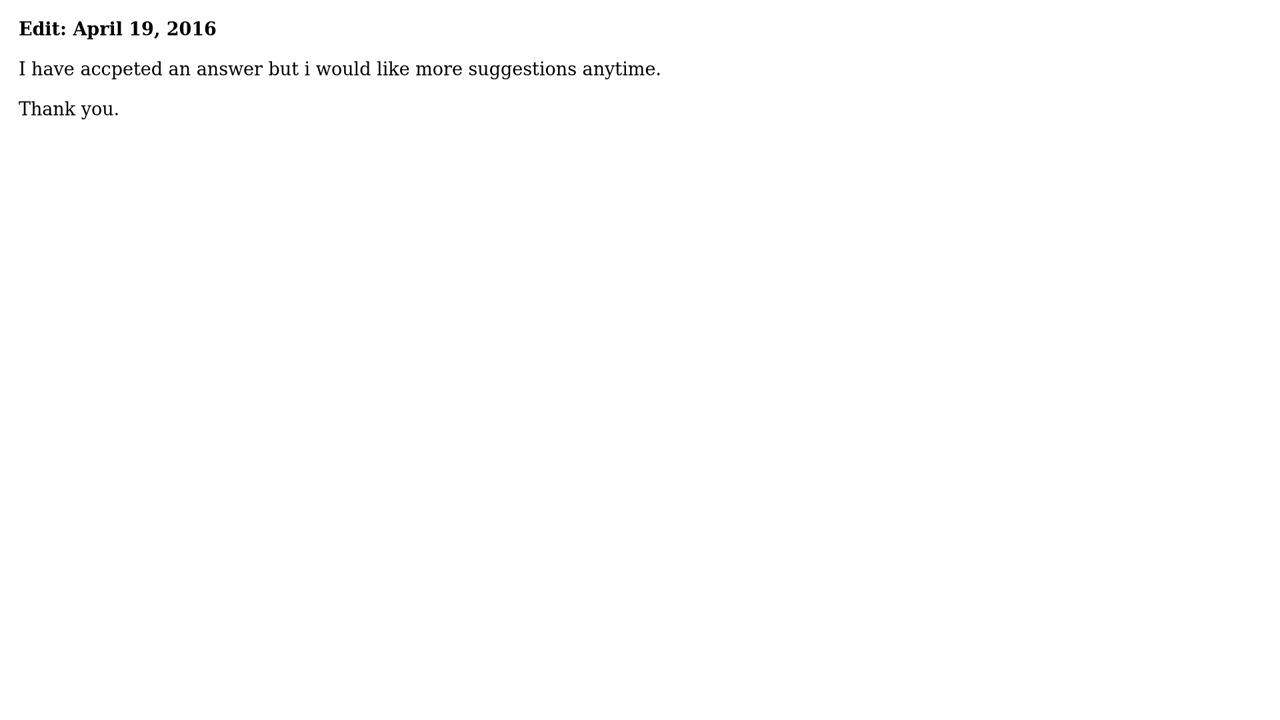 Edit: April 19, 2016
I have accpeted an answer but i would like more suggestions anytime.
Thank you.